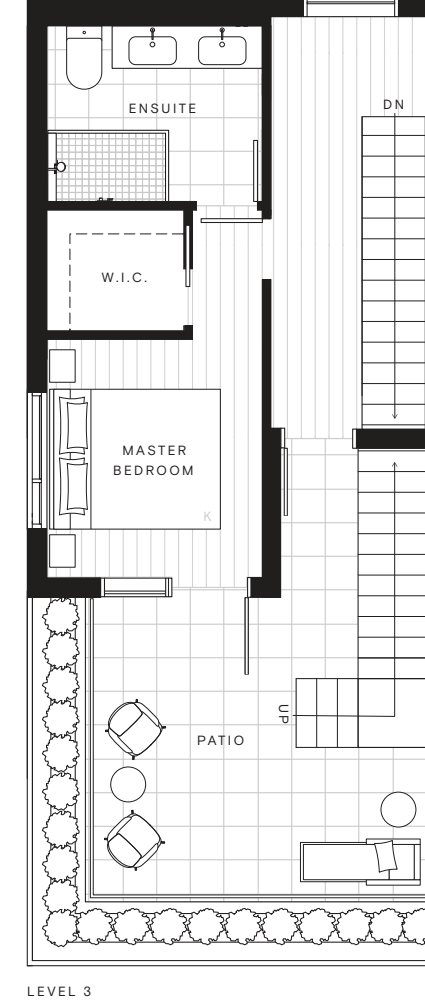 ENSUITE
DN
W.I.C.
MASTER
BEDROOM
K
UP
PATIO
LEVEL 3